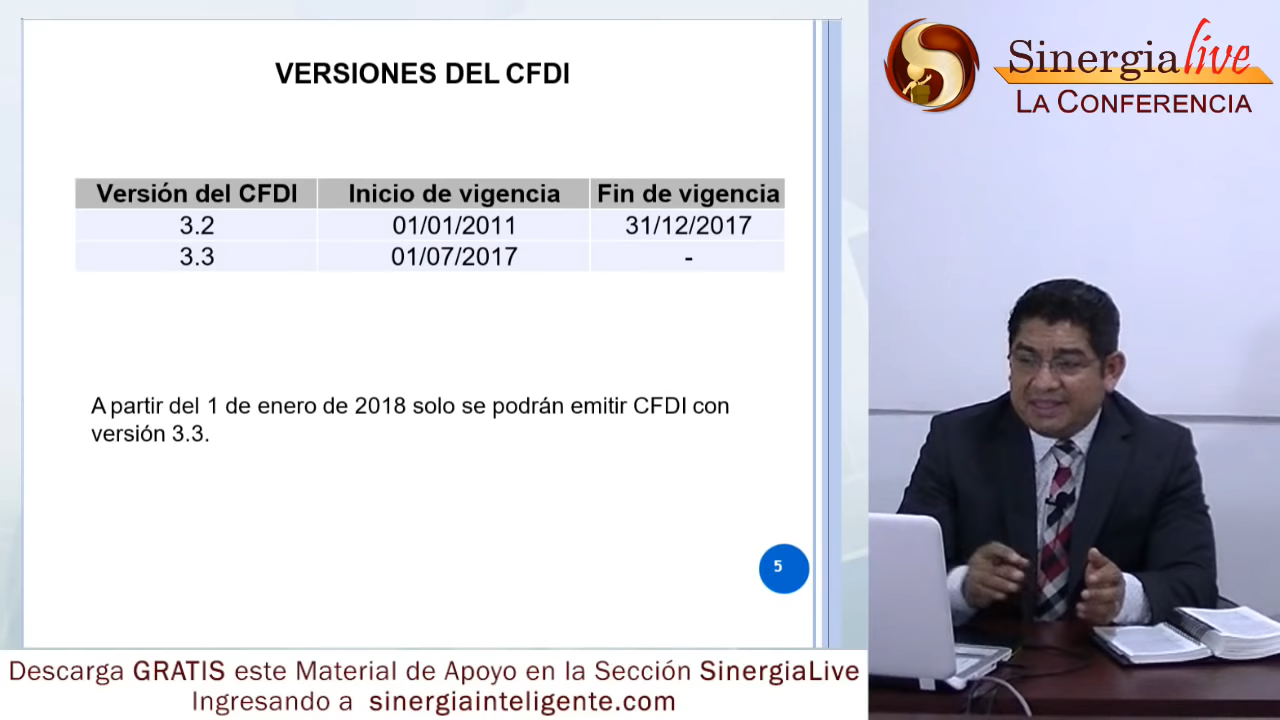 VERSIONES DEL CFDI
Versión del CFDI Inicio de vigencia Fin de vigencia
3.2 01/01/2011 31/12/2017
3.3 01/07/2017 -
A partir del 1 de enero de 2018 solo se podrán emitir CFDI con
versión 3.3.
5
Sinergia live
LA CONFERENCIA
Descarga GRATIS este Material de Apoyo en la Sección SinergiaLive
Ingresando a sinergiainteligente.com